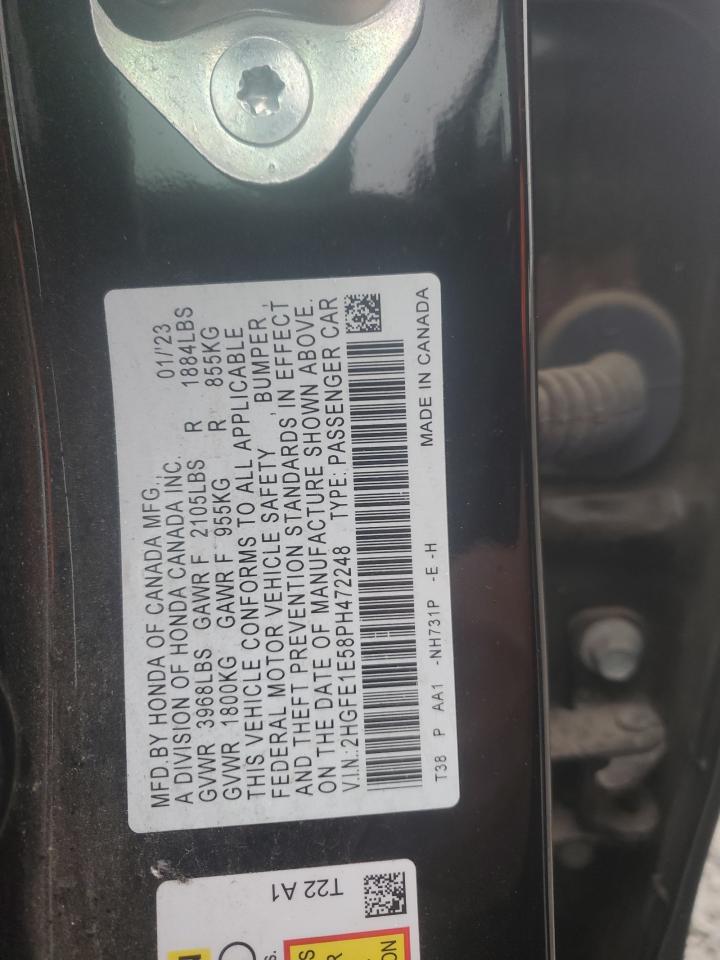 MFD.BY HONDA OF CANADA MFG., 01/'23
A DIVISION OF HONDA CANADA INC.
GVWR 3968LBS GAWR F 2105LBS R 1884LBS
GVWR 1800KG GAWR F 955KG R 855KG
THIS VEHICLE CONFORMS TO ALL APPLICABLE
FEDERAL MOTOR VEHICLE SAFETY, BUMPER,
AND THEFT PREVENTION STANDARDS, IN EFFECT
ON THE DATE OF MANUFACTURE SHOWN ABOVE.
V.I.N.:2HGFE1E58PH472248 TYPE: PASSENGER CAR
T38 P AA1 -NH731P -E -H MADE IN CANADA
T22 A1